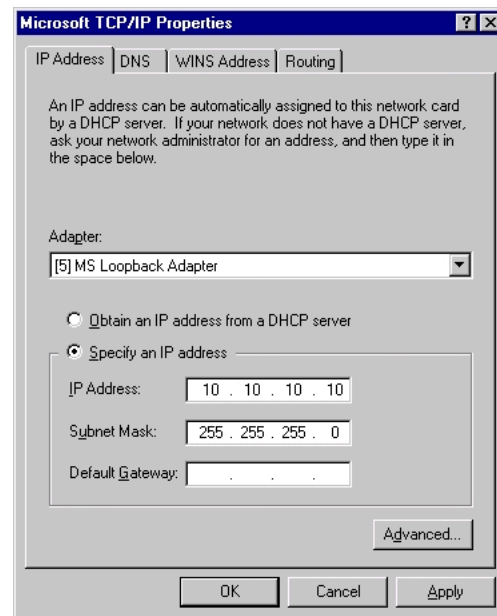 Microsoft TCP/IP Properties
IP Address DNS WINS Address Routing
An IP address can be automatically assigned to this network card
by a DHCP server. If your network does not have a DHCP server,
ask your network administrator for an address, and then type it in
the space below.
Adapter:
[5] MS Loopback Adapter
Obtain an IP address from a DHCP server
Specify an IP address
IP Address: 10 . 10 . 10 . 10
Subnet Mask: 255 . 255 . 255 . 0
Default Gateway: . . .
Advanced...
OK Cancel Apply